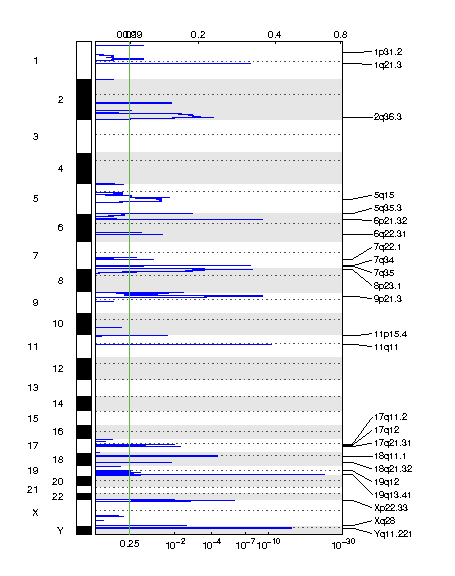 0.09 0.2 0.4 0.8
1
2
3
4
5
6
7
8
9
10
11
12
13
14
15
16
17
18
19
20
21
22
X
Y
1p31.2
1q21.3
2q36.3
5q15
5q35.3
6p21.32
6q22.31
7q22.1
7q34
7q35
8p23.1
9p21.3
11p15.4
11q11
17q11.2
17q12
17q21.31
18q11.1
18q21.32
19q12
19q13.41
Xp22.33
Xq28
Yq11.221
0.25 10⁻² 10⁻⁴ 10⁻⁷ 10⁻¹⁰ 10⁻³⁰